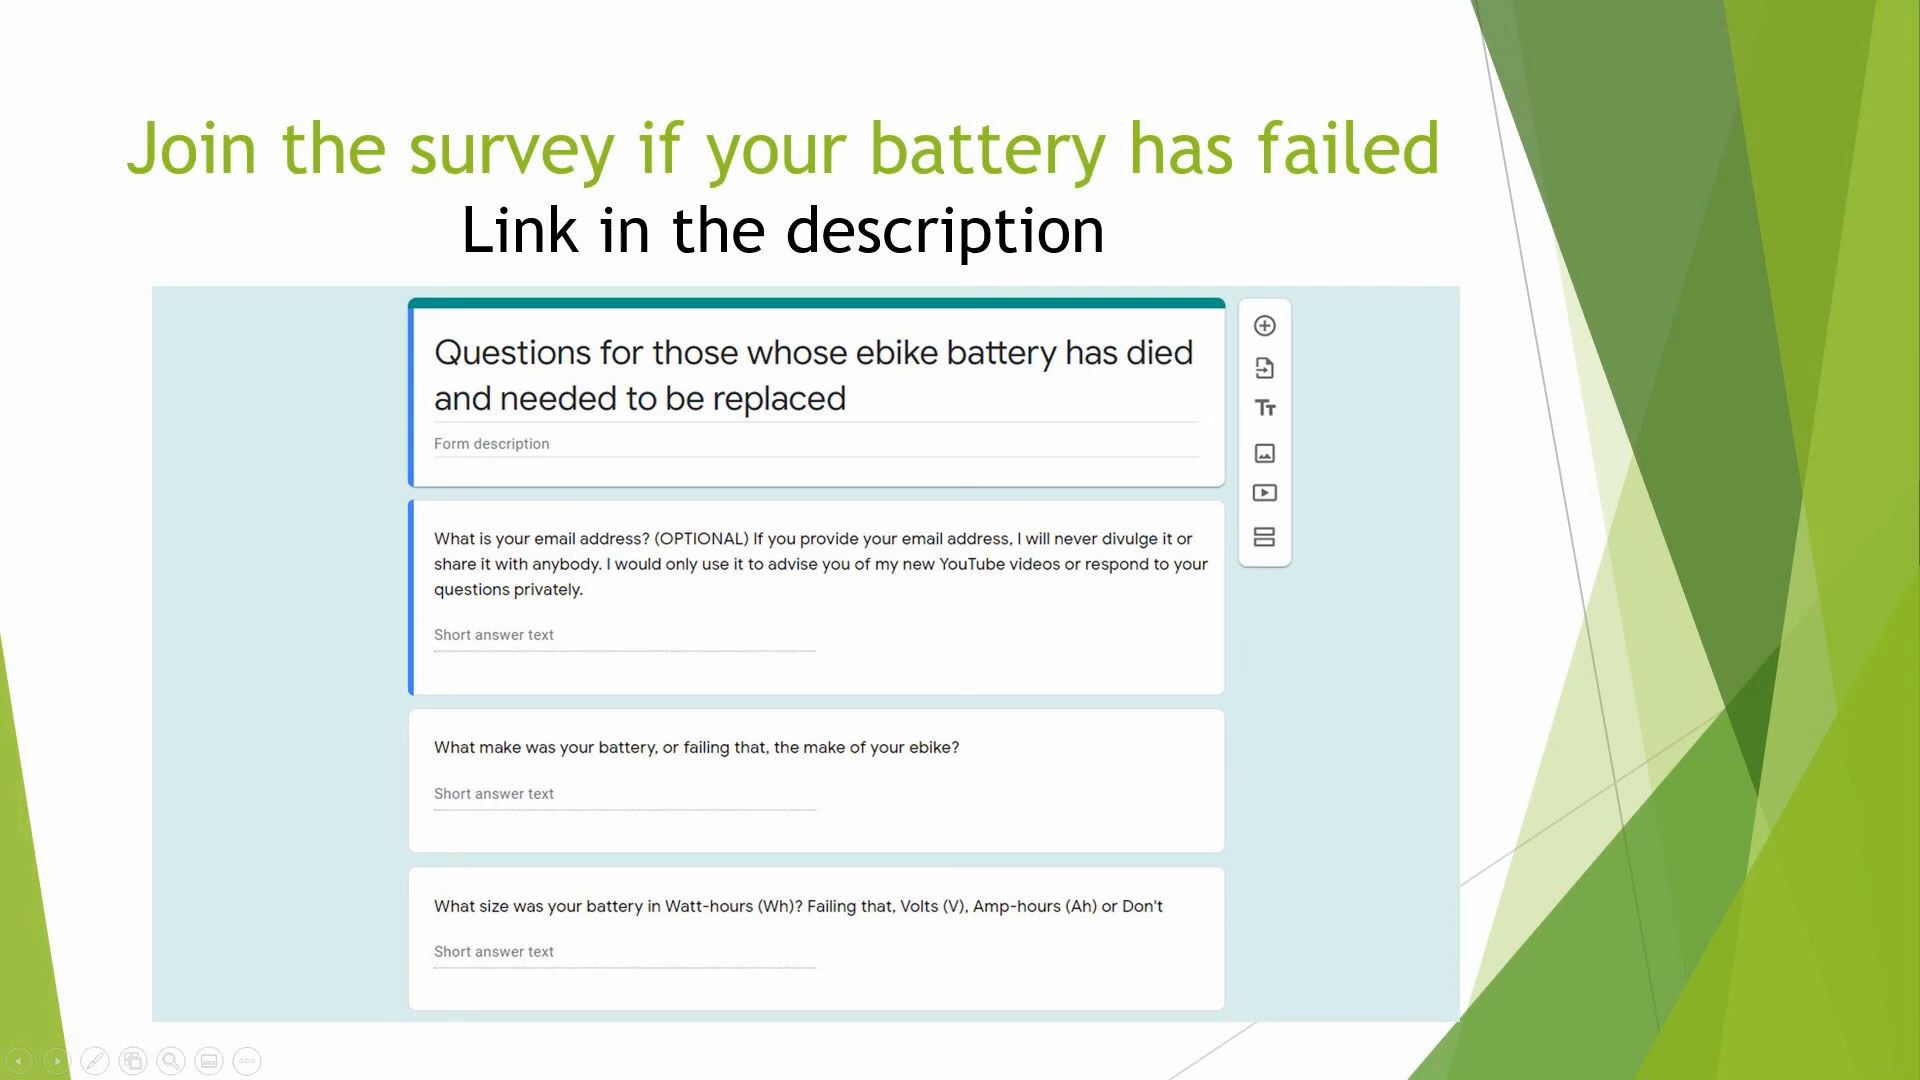 Join the survey if your battery has failed
Link in the description
Questions for those whose ebike battery has died
and needed to be replaced
Form description
What is your email address? (OPTIONAL) If you provide your email address, I will never divulge it or
share it with anybody. I would only use it to advise you of my new YouTube videos or respond to your
questions privately.
Short answer text
What make was your battery, or failing that, the make of your ebike?
Short answer text
What size was your battery in Watt-hours (Wh)? Failing that, Volts (V), Amp-hours (Ah) or Don't
Short answer text